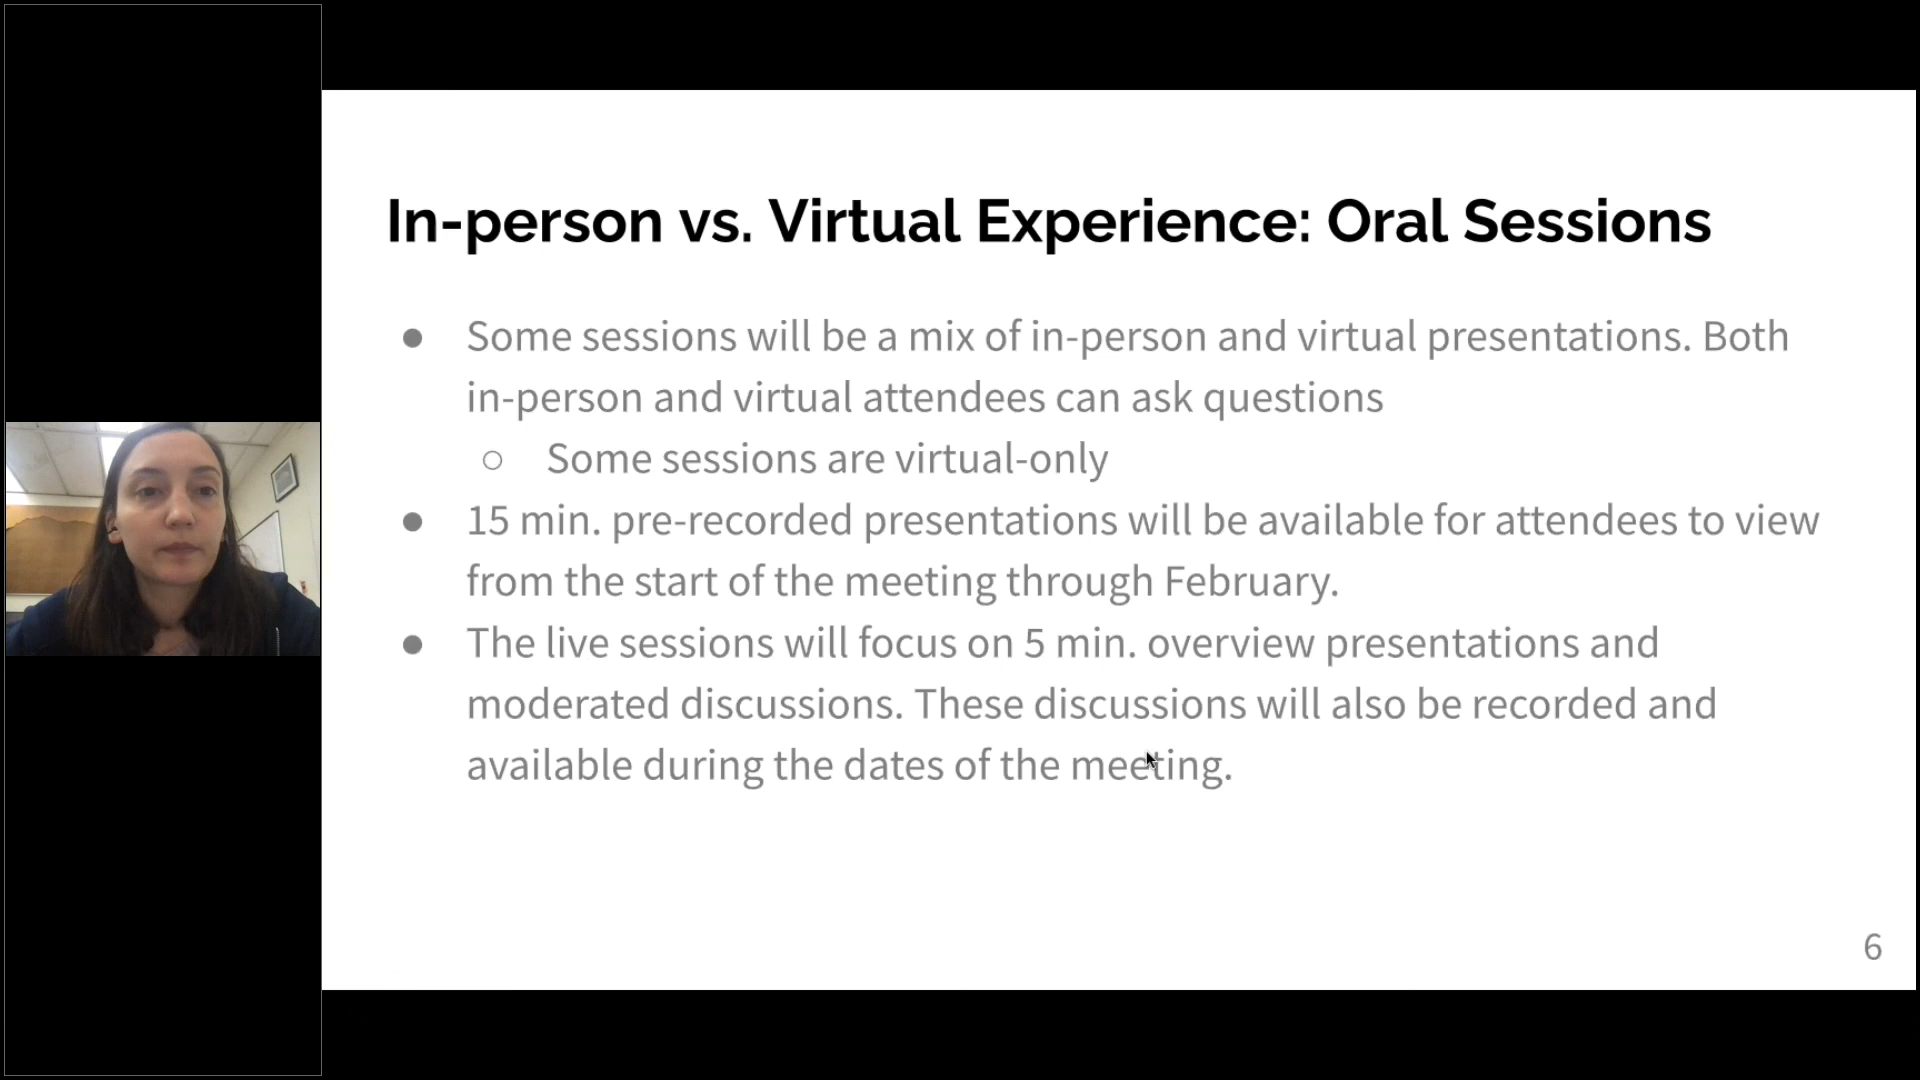 In-person vs. Virtual Experience: Oral Sessions
● Some sessions will be a mix of in-person and virtual presentations. Both
in-person and virtual attendees can ask questions
○ Some sessions are virtual-only
● 15 min. pre-recorded presentations will be available for attendees to view
from the start of the meeting through February.
● The live sessions will focus on 5 min. overview presentations and
moderated discussions. These discussions will also be recorded and
available during the dates of the meeting.
6